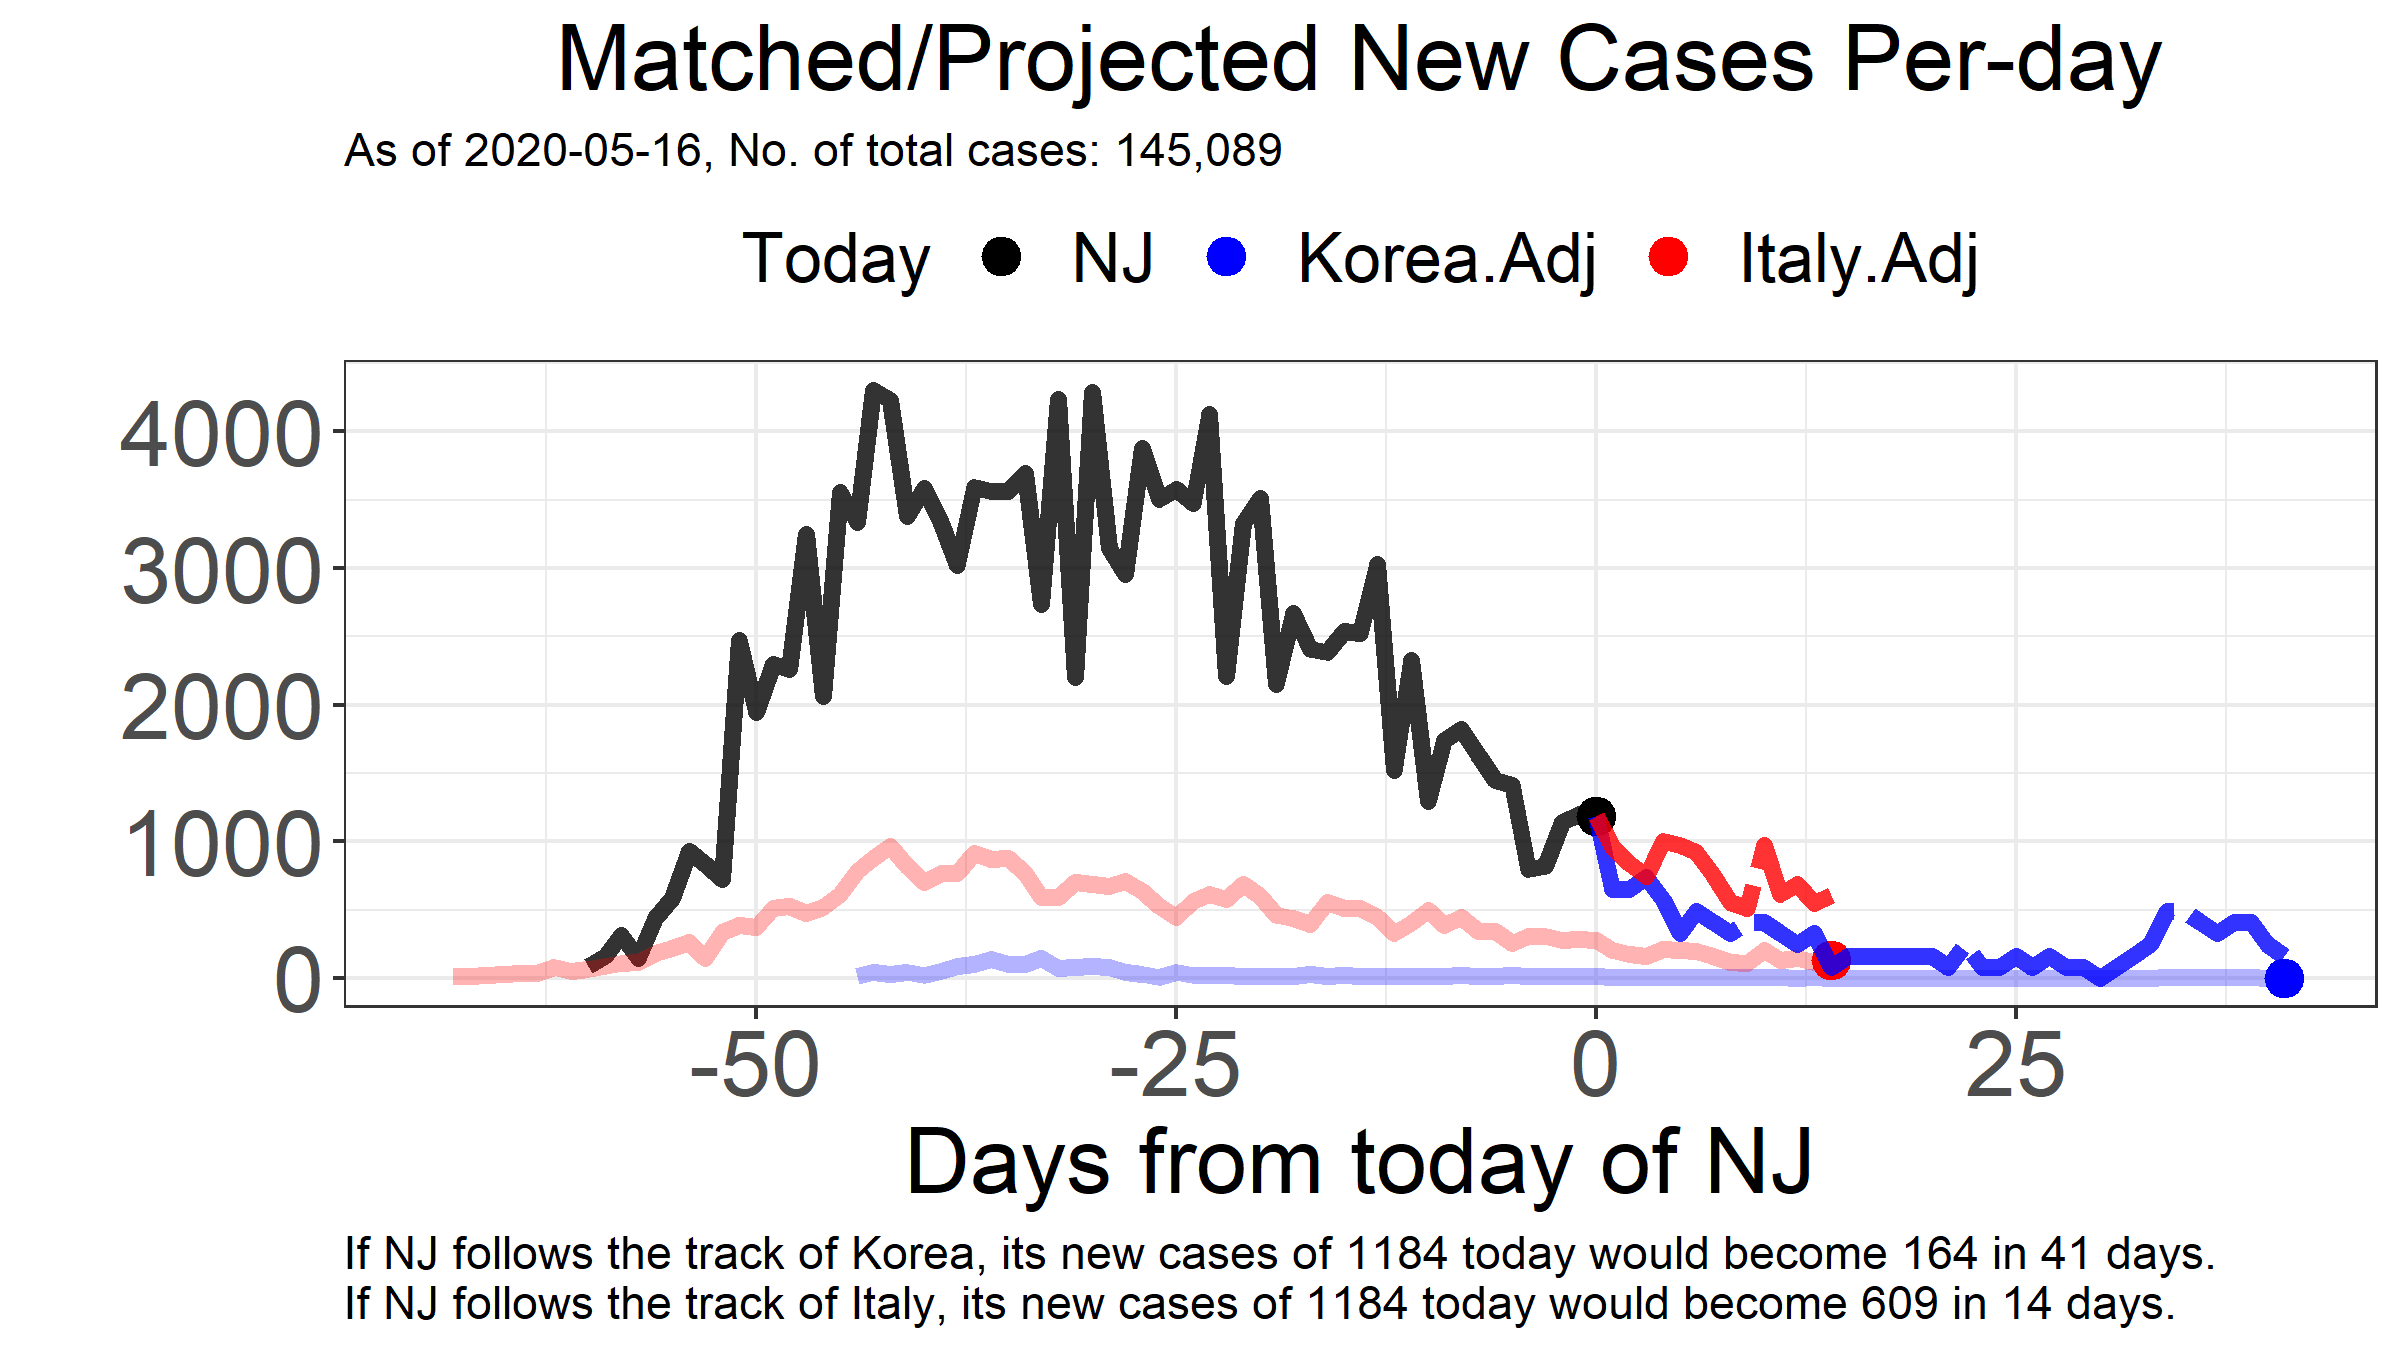 Matched/Projected New Cases Per-day
As of 2020-05-16, No. of total cases: 145,089
Today NJ Korea.Adj Italy.Adj
4000
3000
2000
1000
0
-50 -25 0 25
Days from today of NJ
If NJ follows the track of Korea, its new cases of 1184 today would become 164 in 41 days.
If NJ follows the track of Italy, its new cases of 1184 today would become 609 in 14 days.